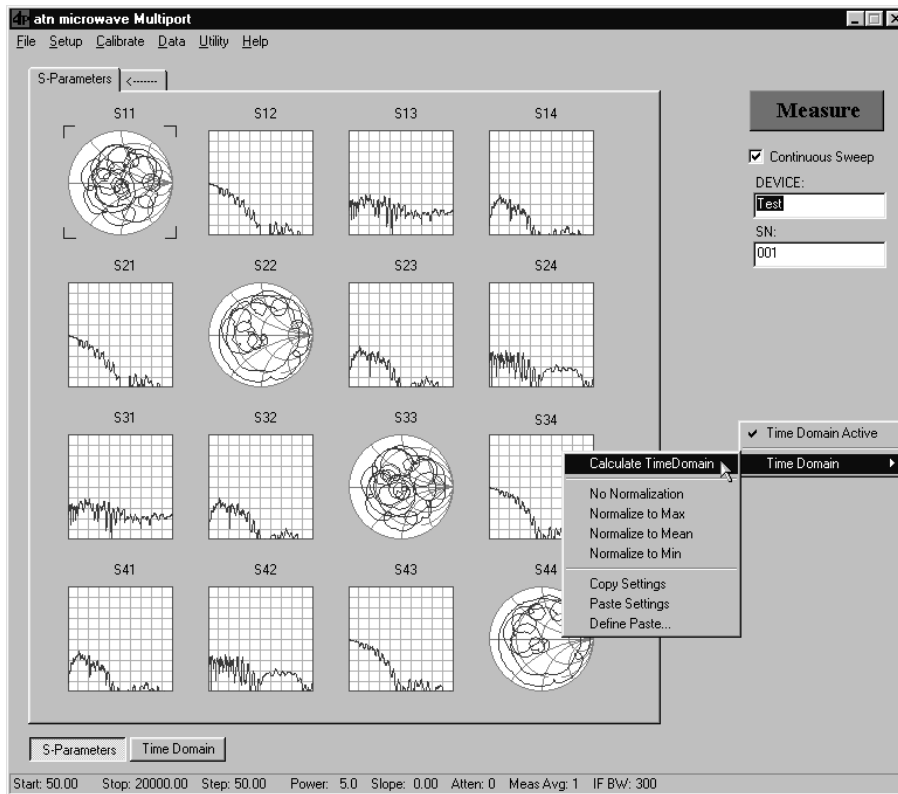 4P atn microwave Multiport
File Setup Calibrate Data Utility Help
S-Parameters <-------
S11 S12 S13 S14
S21 S22 S23 S24
S31 S32 S33 S34
S41 S42 S43 S44
Measure
Continuous Sweep
DEVICE:
Test
SN:
001
Time Domain Active
Time Domain
Calculate TimeDomain
No Normalization
Normalize to Max
Normalize to Mean
Normalize to Min
Copy Settings
Paste Settings
Define Paste...
S-Parameters Time Domain
Start: 50.00 Stop: 20000.00 Step: 50.00 Power: 5.0 Slope: 0.00 Atten: 0 Meas Avg: 1 IF BW: 300